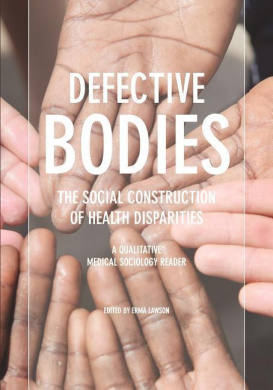 DEFECTIVE
BODIES
THE SOCIAL CONSTRUCTION
OF HEALTH DISPARITIES
A QUALITATIVE
MEDICAL SOCIOLOGY READER
EDITED BY ERMA LAWSON